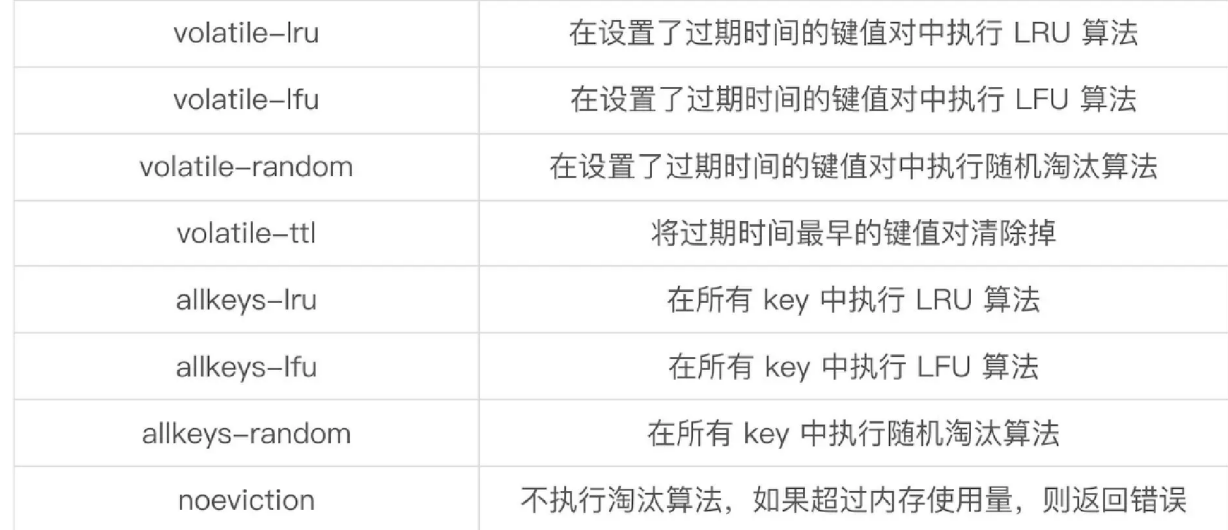 volatile-lru 在设置了过期时间的键值对中执行 LRU 算法
volatile-lfu 在设置了过期时间的键值对中执行 LFU 算法
volatile-random 在设置了过期时间的键值对中执行随机淘汰算法
volatile-ttl 将过期时间最早的键值对清除掉
allkeys-lru 在所有 key 中执行 LRU 算法
allkeys-lfu 在所有 key 中执行 LFU 算法
allkeys-random 在所有 key 中执行随机淘汰算法
noeviction 不执行淘汰算法，如果超过内存使用量，则返回错误